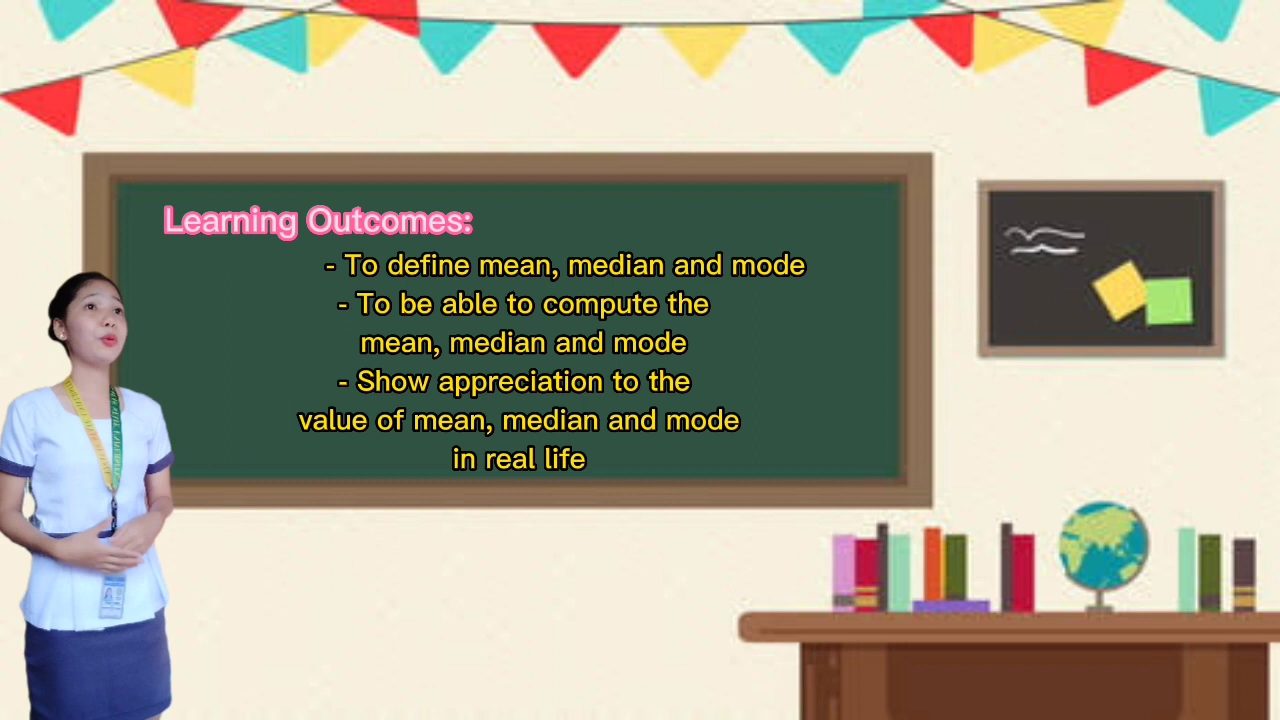 Learning Outcomes:
- To define mean, median and mode
- To be able to compute the
mean, median and mode
- Show appreciation to the
value of mean, median and mode
in real life